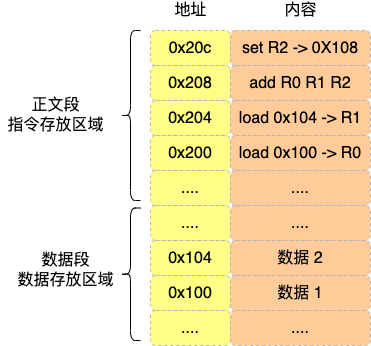 地址 内容
0x20c set R2 -> 0X108
0x208 add R0 R1 R2
正文段
指令存放区域
0x204 load 0x104 -> R1
0x200 load 0x100 -> R0
.... ....
.... ....
数据段
数据存放区域
0x104 数据 2
0x100 数据 1
.... ....